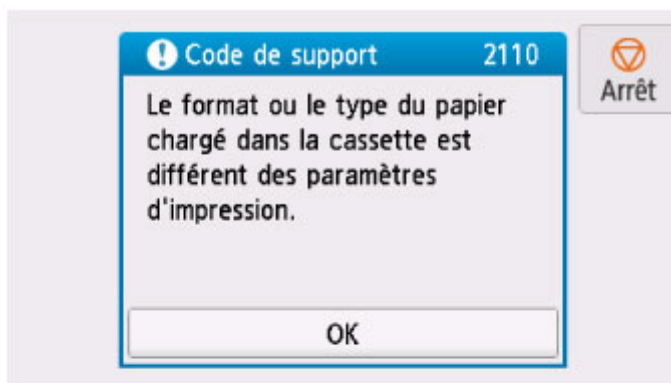 Code de support 2110
Arrêt
Le format ou le type du papier
chargé dans la cassette est
différent des paramètres
d'impression.
OK